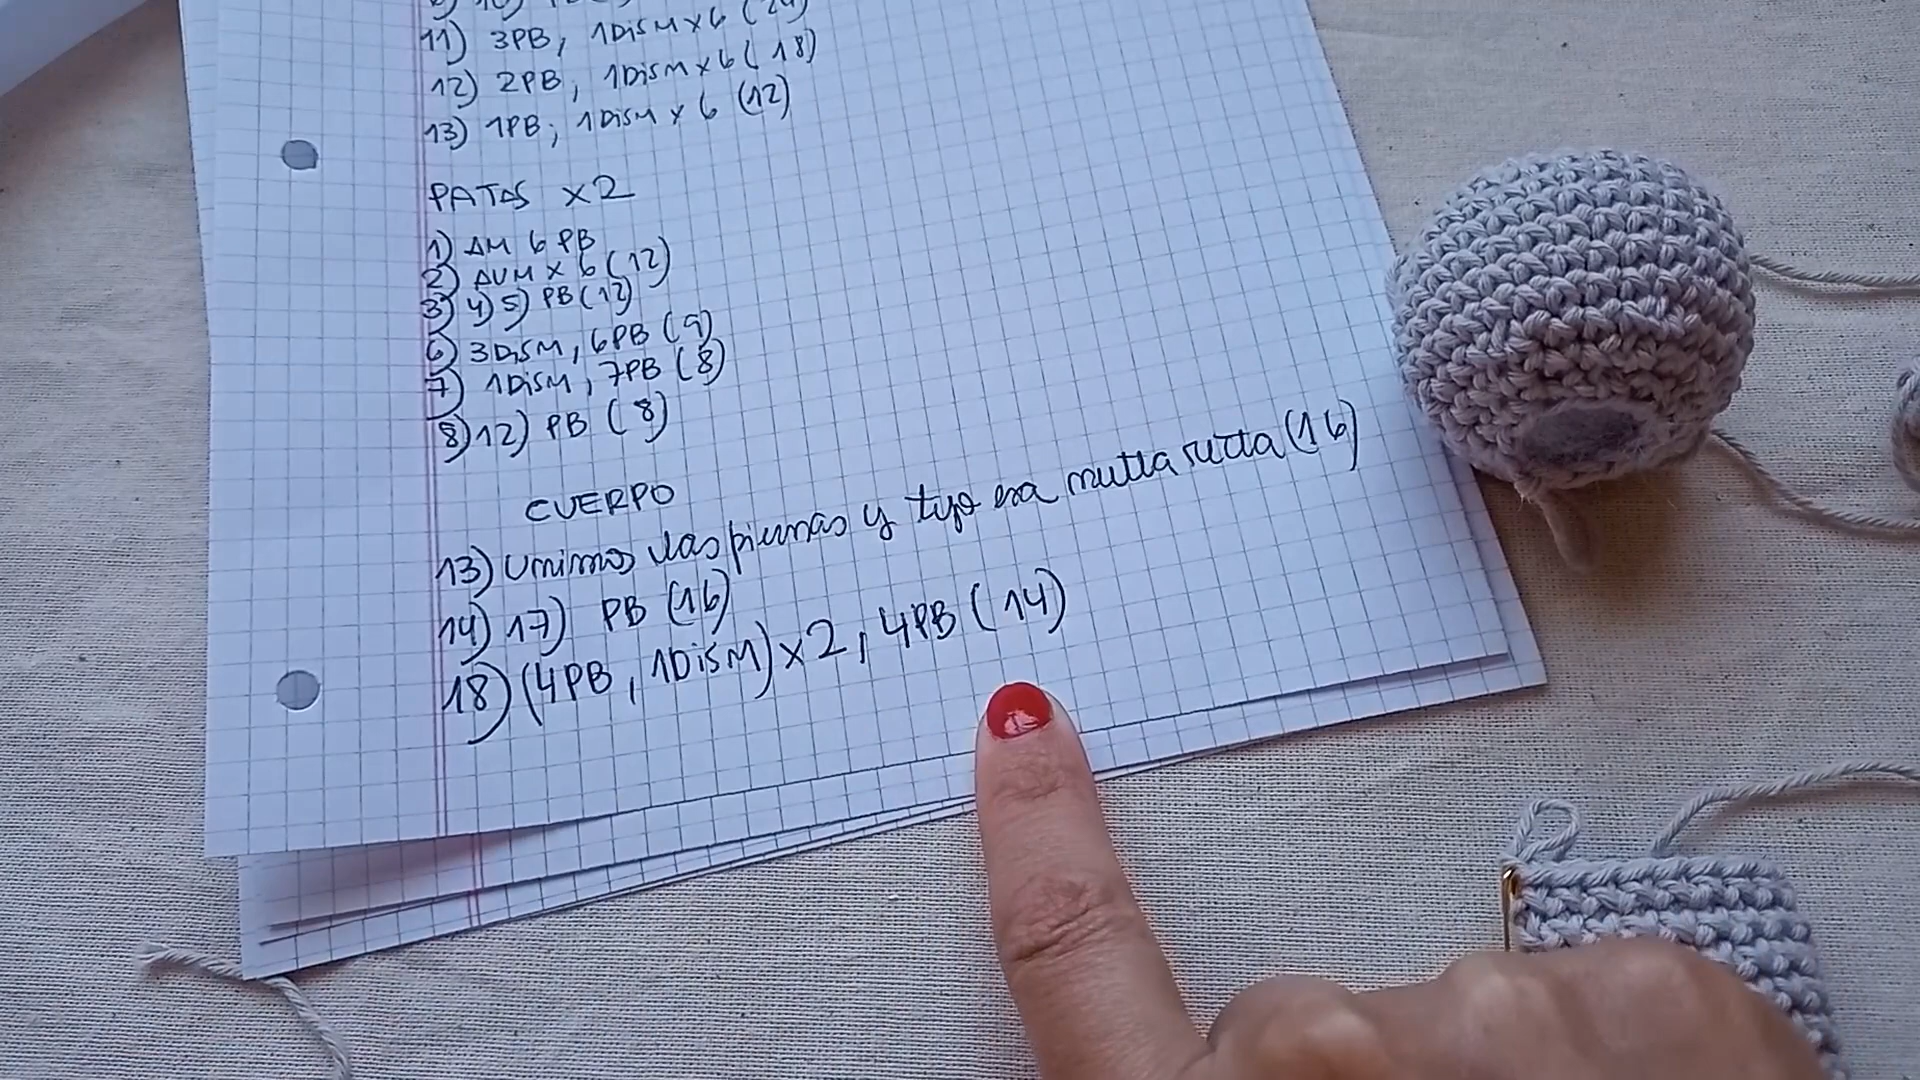 11) 3PB, 1DISM X 6 (24)
12) 2PB, 1DISM X 6 (18)
13) 1PB, 1DISM X 6 (12)
PATAS X2
1) AM 6 PB
2) AUM X 6 (12)
3) 4) 5) PB (12)
6) 3DISM, 6PB (9)
7) 1DISM, 7PB (8)
8) 12) PB (8)
CUERPO
13) Unimos las piernas y tejo una vuelta (16)
14) 17) PB (16)
18) (4PB, 1DISM) X 2, 4PB (14)